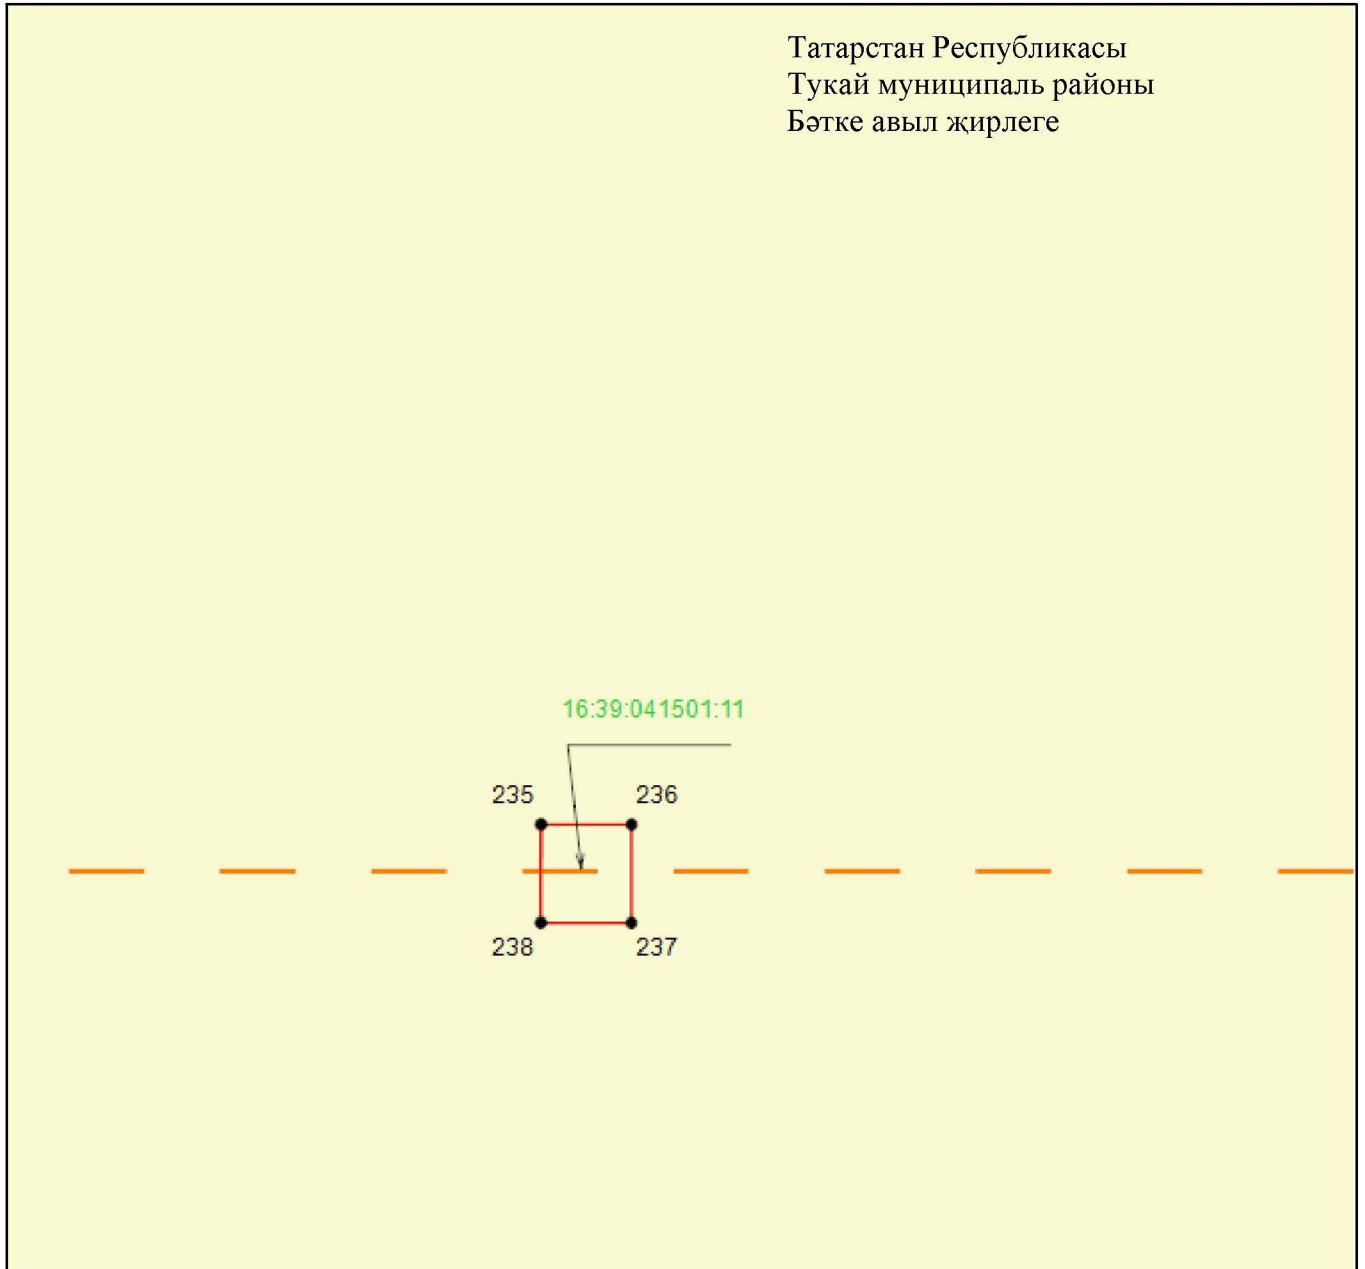 Татарстан Республикасы
Тукай муниципаль районы
Бәтке авыл җирлеге
16:39:041501:11
235 236
238 237